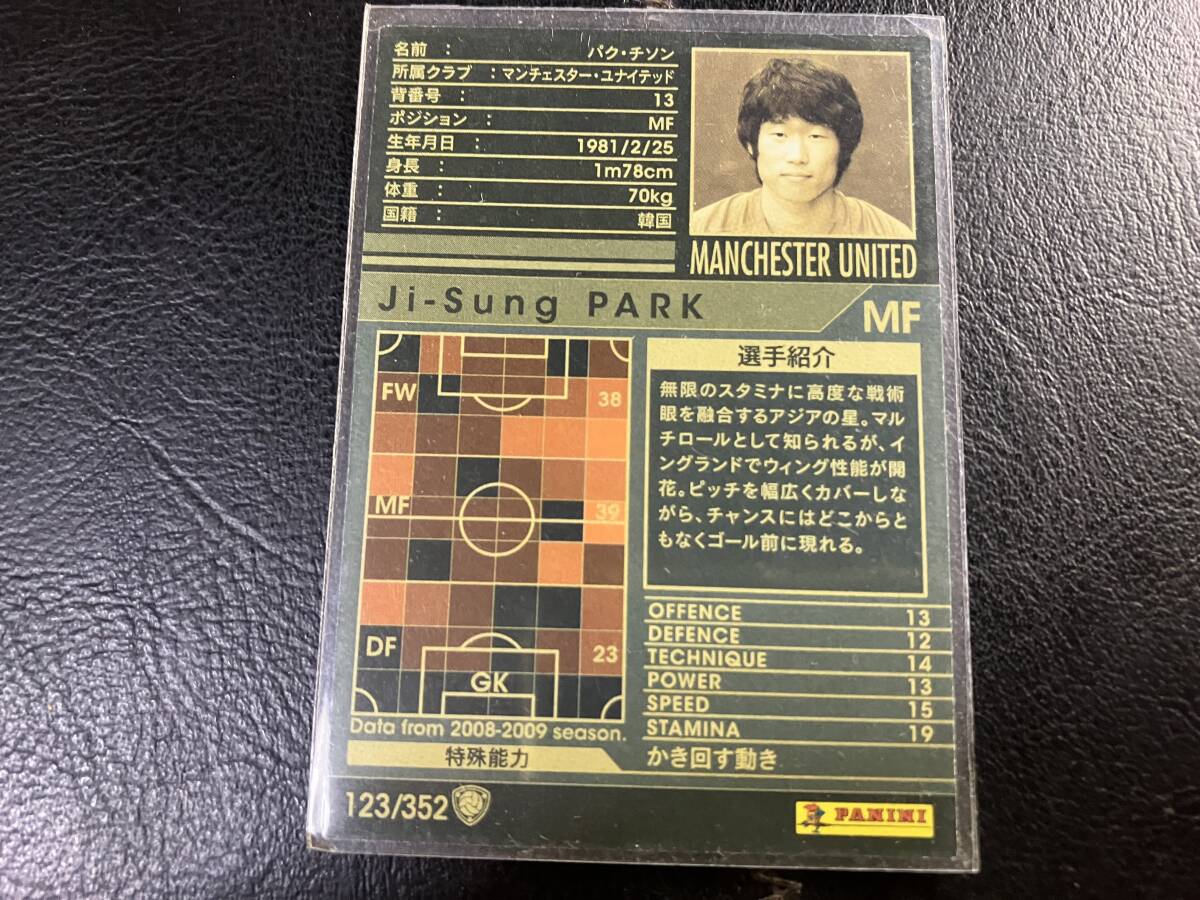 名前 : パク・チソン
所属クラブ : マンチェスター・ユナイテッド
背番号 : 13
ポジション : MF
生年月日 : 1981/2/25
身長 : 1m78cm
体重 : 70kg
国籍 : 韓国
MANCHESTER UNITED
Ji-Sung PARK
MF
FW 38
MF 39
DF 23
GK
Data from 2008-2009 season.
選手紹介
無限のスタミナに高度な戦術
眼を融合するアジアの星。マル
チロールとして知られるが、イ
ングランドでウィング性能が開
花。ピッチを幅広くカバーしな
がら、チャンスにはどこからと
もなくゴール前に現れる。
OFFENCE 13
DEFENCE 12
TECHNIQUE 14
POWER 13
SPEED 15
STAMINA 19
特殊能力 かき回す動き
123/352
PANINI